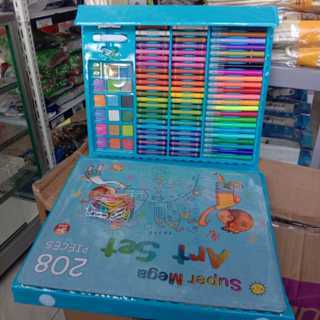 Super Mega
Art Set
208
PIECES